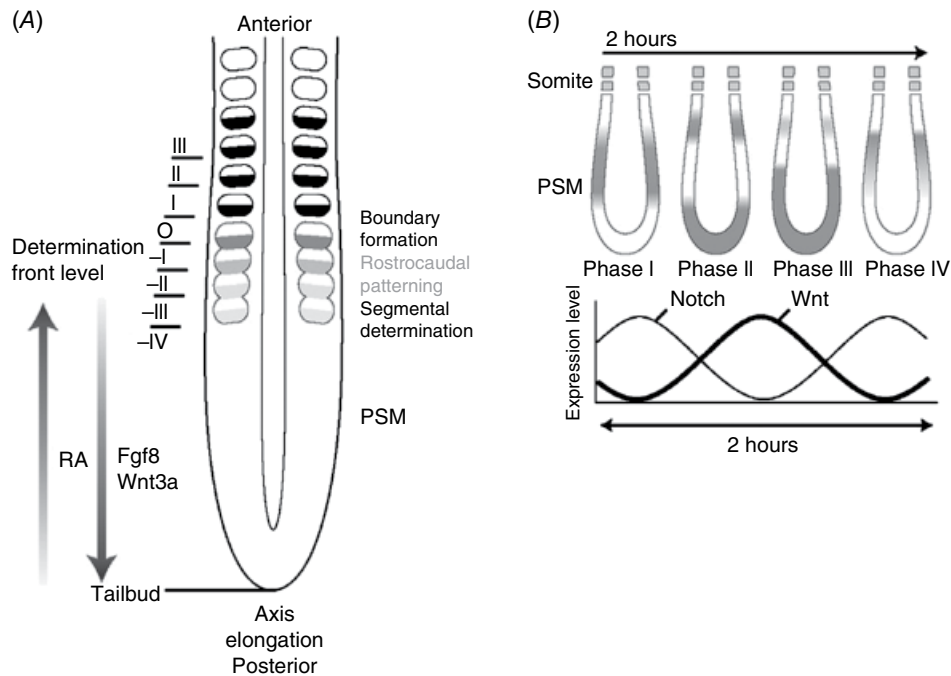 (A)
Anterior
III
II
I
O
–I
–II
–III
–IV
Determination
front level
RA
Fgf8
Wnt3a
Tailbud
Boundary
formation
Rostrocaudal
patterning
Segmental
determination
PSM
Axis
elongation
Posterior
(B)
2 hours
Somite
PSM
Phase I Phase II Phase III Phase IV
Notch Wnt
Expression level
2 hours